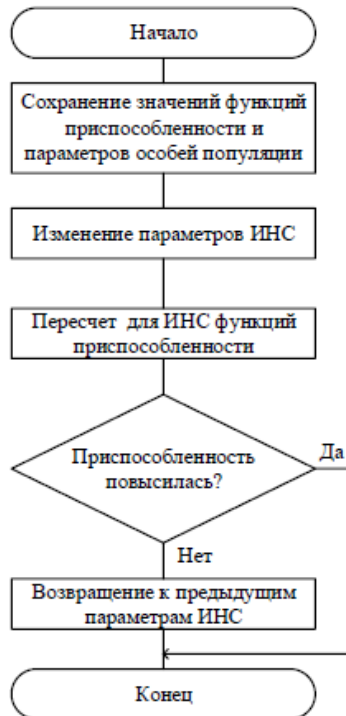 Начало
Сохранение значений функций
приспособленности и
параметров особей популяции
Изменение параметров ИНС
Пересчет для ИНС функций
приспособленности
Приспособленность
повысилась?
Да
Нет
Возвращение к предыдущим
параметрам ИНС
Конец